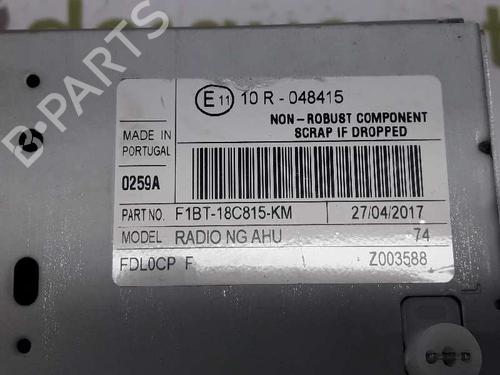 E11 10 R - 048415
NON-ROBUST COMPONENT
SCRAP IF DROPPED
MADE IN
PORTUGAL
0259A
PART NO. F1BT-18C815-KM 27/04/2017
MODEL RADIO NG AHU 74
FDL0CP F Z003588
B-PARTS